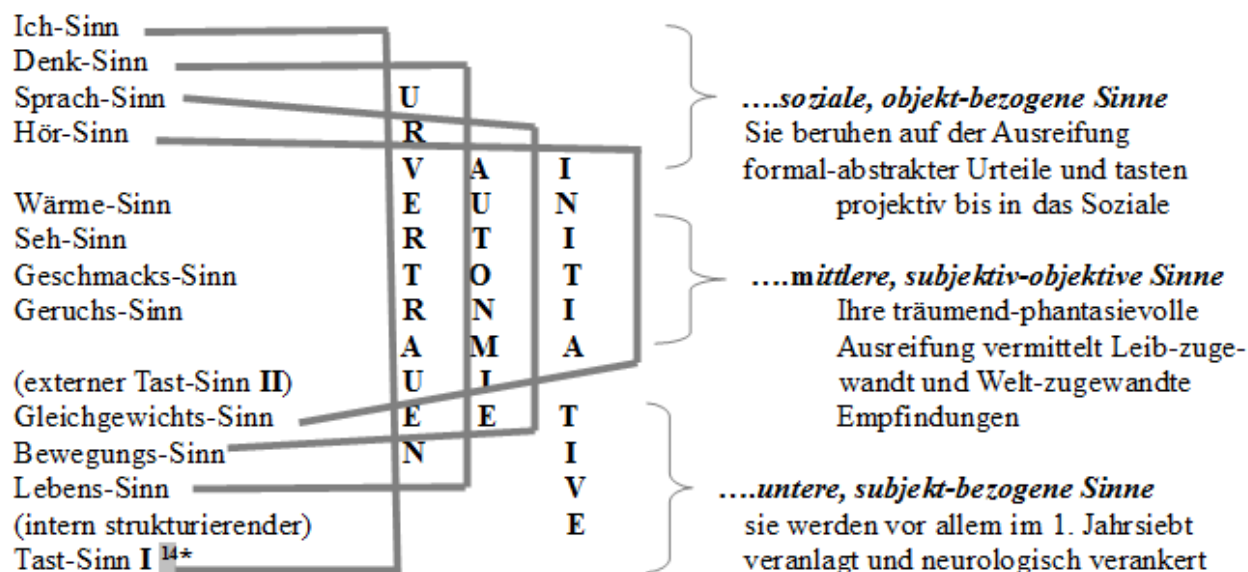 Ich-Sinn
Denk-Sinn
Sprach-Sinn
Hör-Sinn
Wärme-Sinn
Seh-Sinn
Geschmacks-Sinn
Geruchs-Sinn
(externer Tast-Sinn II)
Gleichgewichts-Sinn
Bewegungs-Sinn
Lebens-Sinn
(intern strukturierender)
Tast-Sinn I 14*
URVERTRAUEN
AUTONMIE
INITIATIVE
....soziale, objekt-bezogene Sinne
Sie beruhen auf der Ausreifung
formal-abstrakter Urteile und tasten
projektiv bis in das Soziale
....mittlere, subjektiv-objektive Sinne
Ihre träumend-phantasievolle
Ausreifung vermittelt Leib-zuge-
wandt und Welt-zugewandte
Empfindungen
....untere, subjekt-bezogene Sinne
sie werden vor allem im 1. Jahrsiebt
veranlagt und neurologisch verankert